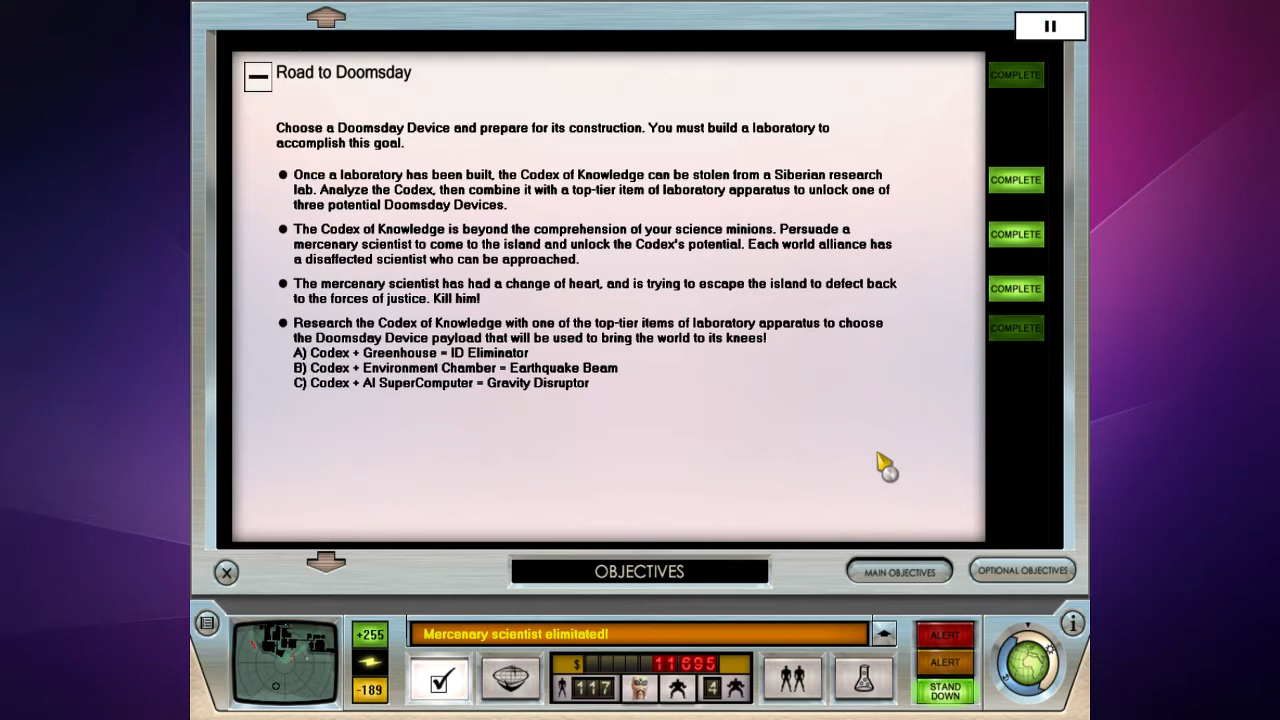 Road to Doomsday
COMPLETE
Choose a Doomsday Device and prepare for its construction. You must build a laboratory to
accomplish this goal.
Once a laboratory has been built, the Codex of Knowledge can be stolen from a Siberian research
lab. Analyze the Codex, then combine it with a top-tier item of laboratory apparatus to unlock one of
three potential Doomsday Devices.
COMPLETE
The Codex of Knowledge is beyond the comprehension of your science minions. Persuade a
mercenary scientist to come to the island and unlock the Codex's potential. Each world alliance has
a disaffected scientist who can be approached.
COMPLETE
The mercenary scientist has had a change of heart, and is trying to escape the island to defect back
to the forces of justice. Kill him!
COMPLETE
Research the Codex of Knowledge with one of the top-tier items of laboratory apparatus to choose
the Doomsday Device payload that will be used to bring the world to its knees!
COMPLETE
A) Codex + Greenhouse = ID Eliminator
B) Codex + Environment Chamber = Earthquake Beam
C) Codex + AI SuperComputer = Gravity Disruptor
OBJECTIVES
MAIN OBJECTIVES
OPTIONAL OBJECTIVES
+255
Mercenary scientist elimitated!
ALERT
$ 11695
ALERT
-189
117
4
STAND
DOWN